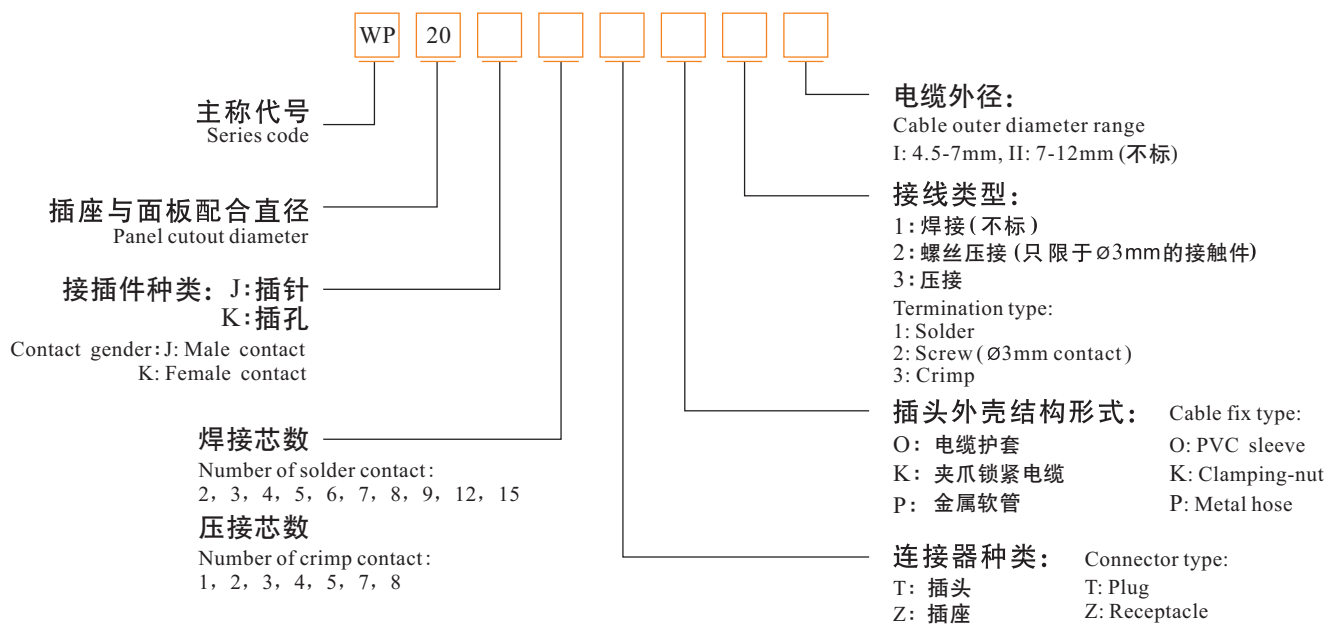 WP 20
主称代号
Series code
插座与面板配合直径
Panel cutout diameter
接插件种类：J:插针
K:插孔
Contact gender:J: Male contact
K: Female contact
焊接芯数
Number of solder contact:
2，3，4，5，6，7，8，9，12，15
压接芯数
Number of crimp contact:
1，2，3，4，5，7，8
电缆外径：
Cable outer diameter range
I: 4.5-7mm, II: 7-12mm (不标)
接线类型：
1:焊接(不标)
2:螺丝压接(只限于Ø3mm的接触件)
3:压接
Termination type:
1: Solder
2: Screw(Ø3mm contact)
3: Crimp
插头外壳结构形式： Cable fix type:
O：电缆护套 O: PVC sleeve
K：夹爪锁紧电缆 K: Clamping-nut
P：金属软管 P: Metal hose
连接器种类： Connector type:
T：插头 T: Plug
Z：插座 Z: Receptacle